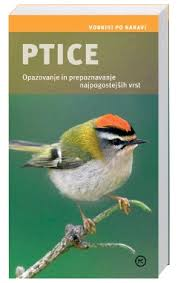 VODNIKI PO NARAVI
PTICE
Opazovanje in prepoznavanje
najpogostejših vrst